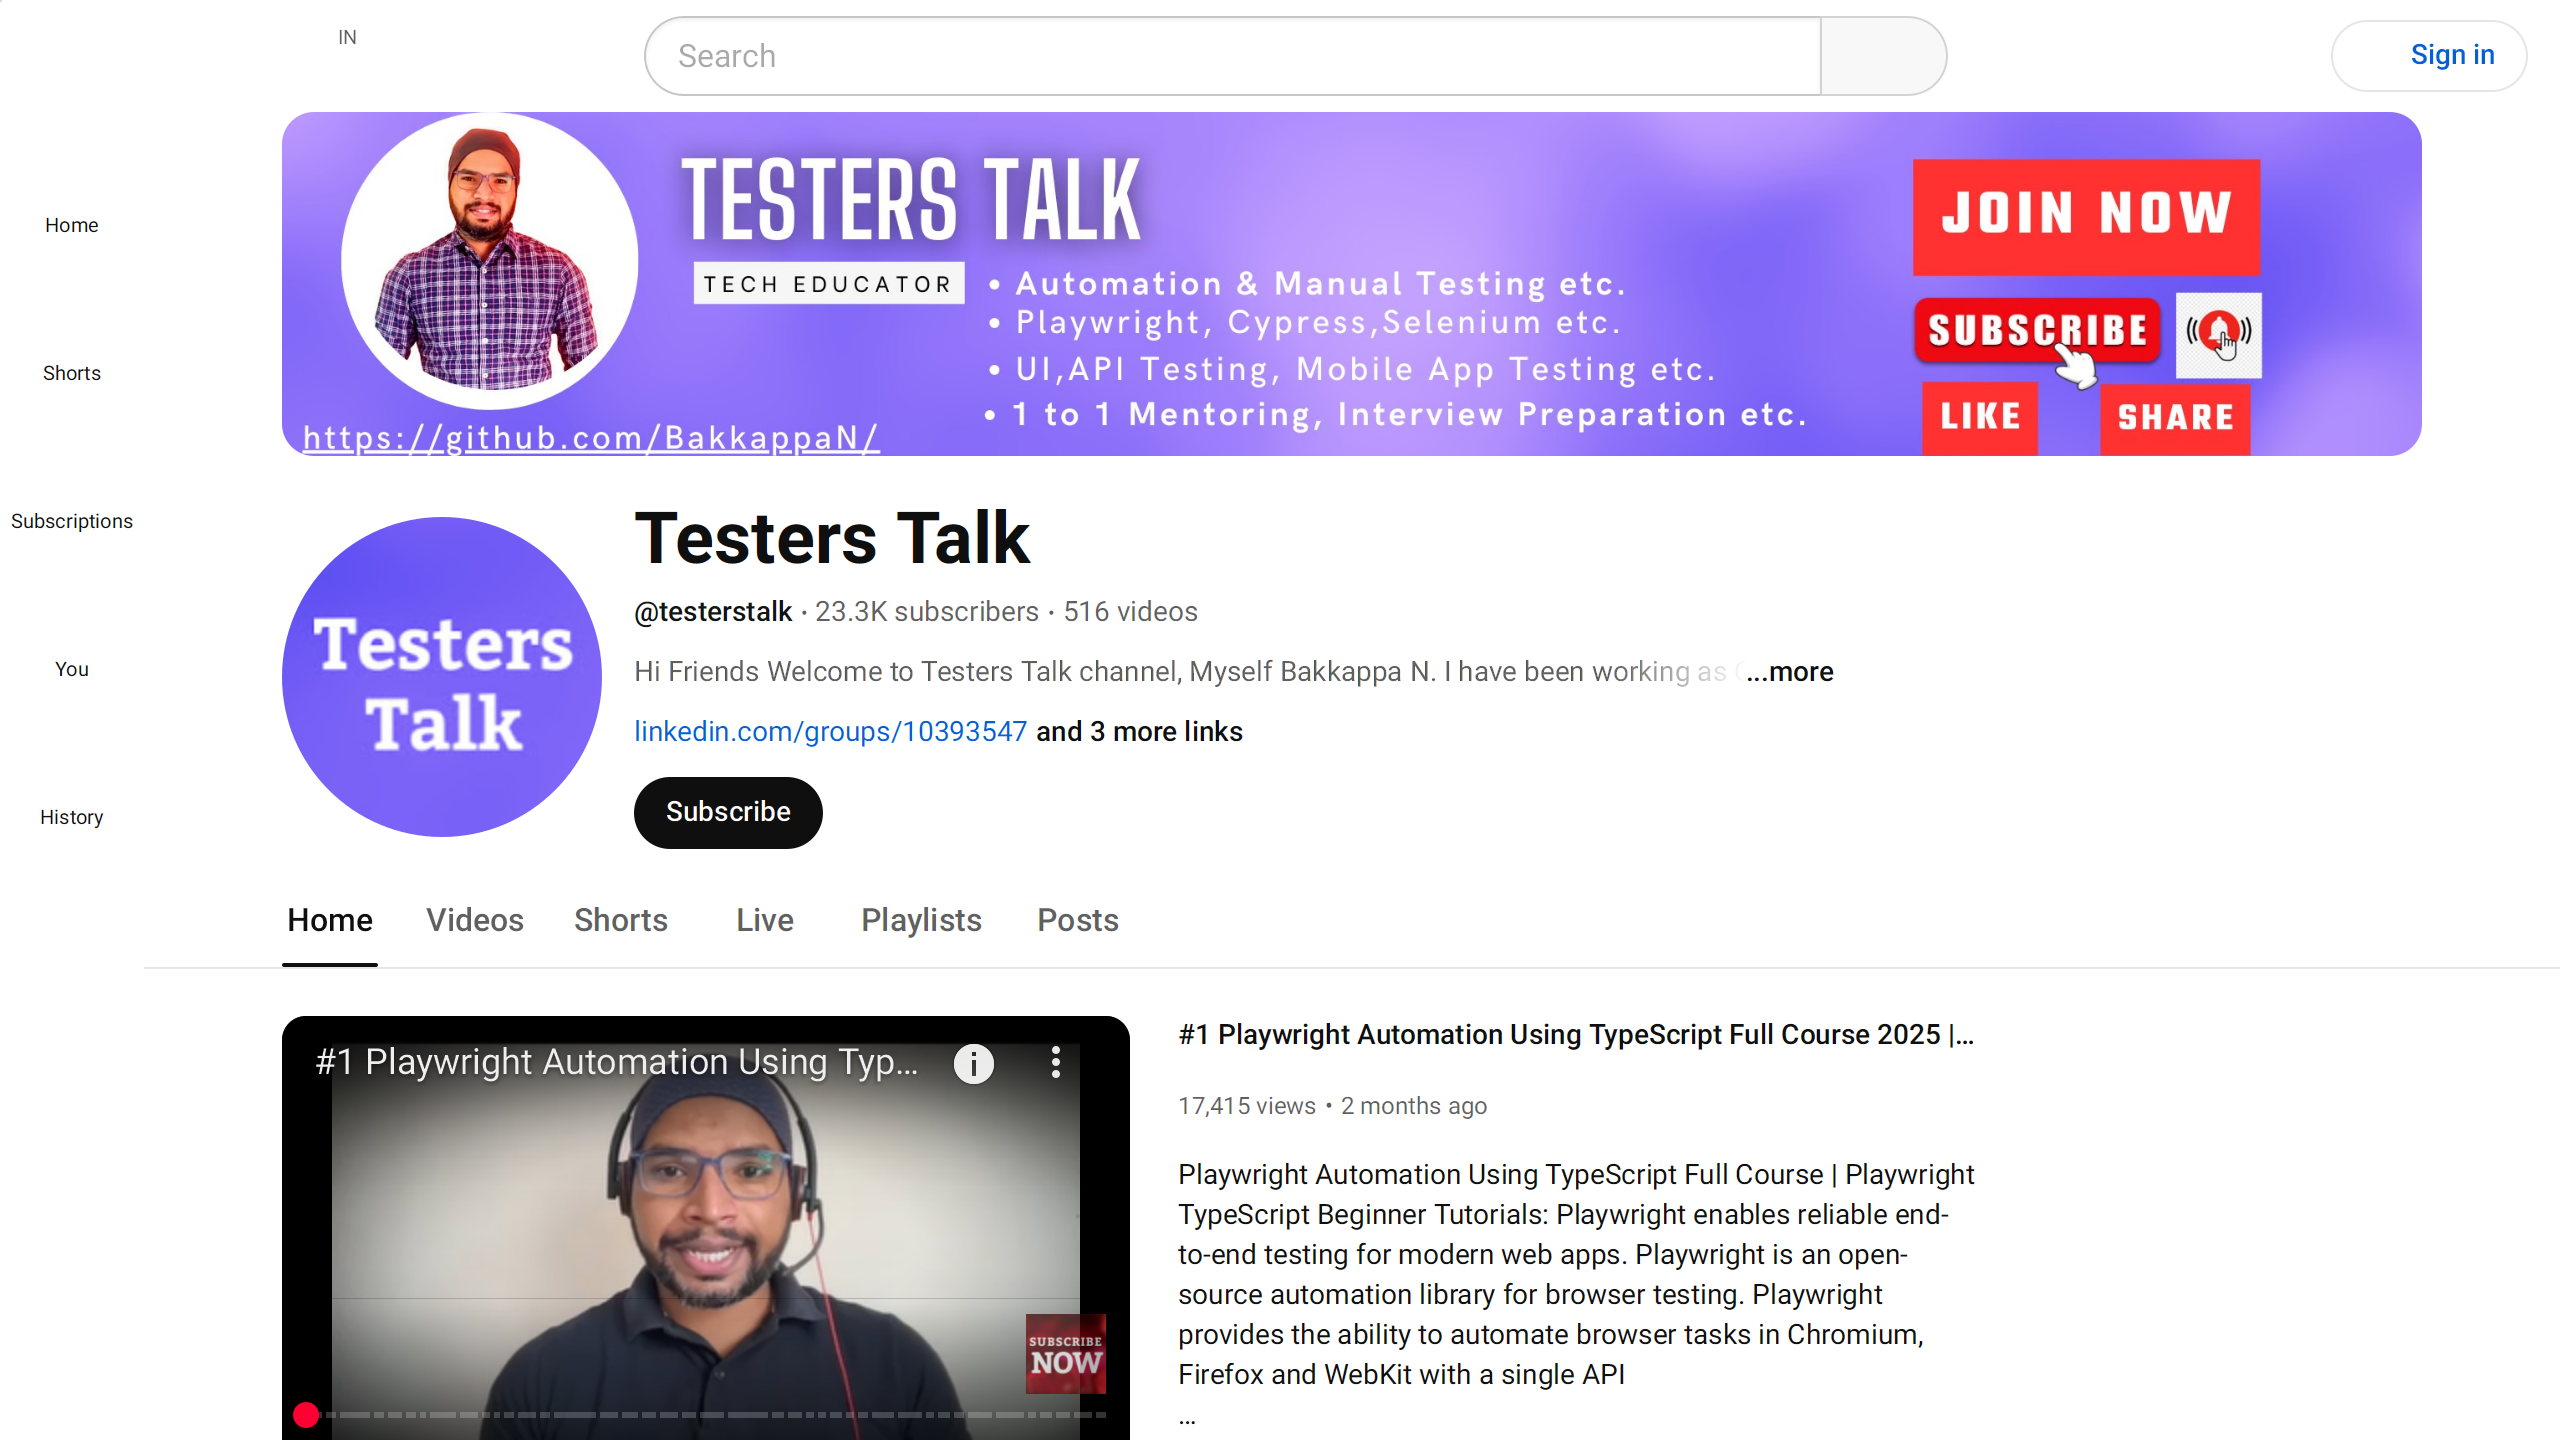 IN
Search
Sign in
Home
Shorts
Subscriptions
You
History
TESTERS TALK
TECH EDUCATOR
• Automation & Manual Testing etc.
• Playwright, Cypress,Selenium etc.
• UI,API Testing, Mobile App Testing etc.
• 1 to 1 Mentoring, Interview Preparation etc.
https://github.com/BakkappaN/
JOIN NOW
SUBSCRIBE
LIKE
SHARE
Testers
Talk
Testers Talk
@testerstalk • 23.3K subscribers • 516 videos
Hi Friends Welcome to Testers Talk channel, Myself Bakkappa N. I have been working as ...more
linkedin.com/groups/10393547 and 3 more links
Subscribe
Home
Videos
Shorts
Live
Playlists
Posts
#1 Playwright Automation Using Typ...
SUBSCRIBE
NOW
#1 Playwright Automation Using TypeScript Full Course 2025 |...
17,415 views • 2 months ago
Playwright Automation Using TypeScript Full Course | Playwright
TypeScript Beginner Tutorials: Playwright enables reliable end-
to-end testing for modern web apps. Playwright is an open-
source automation library for browser testing. Playwright
provides the ability to automate browser tasks in Chromium,
Firefox and WebKit with a single API
...